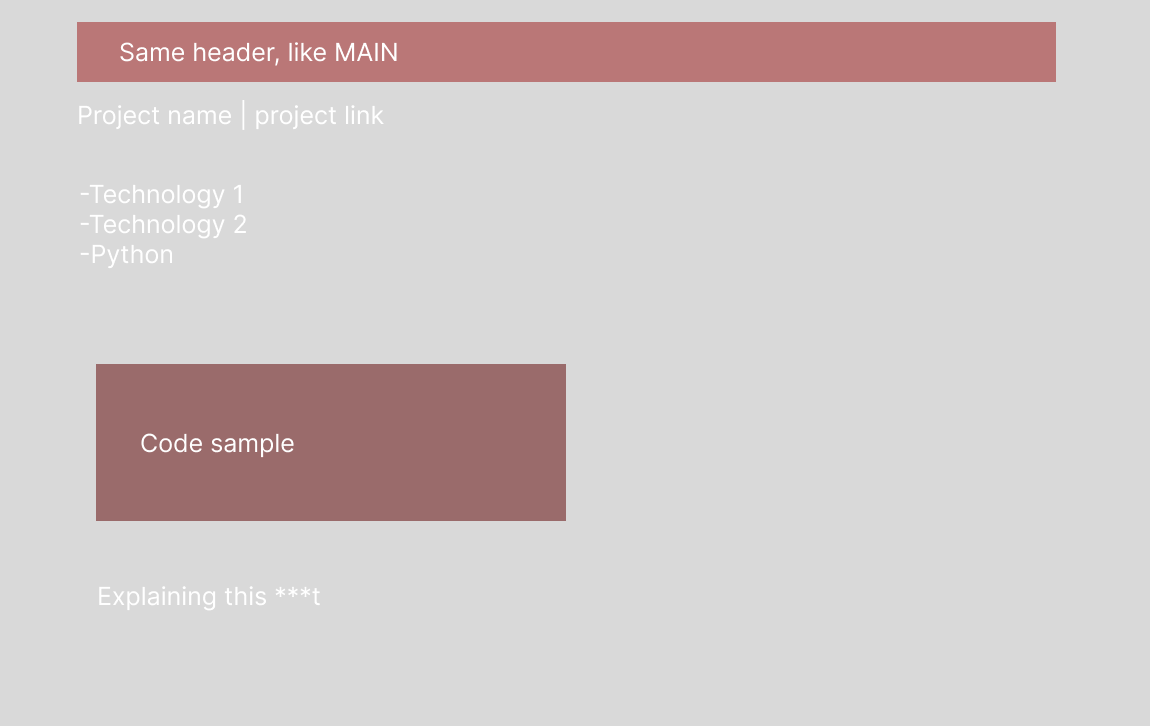 Same header, like MAIN
Project name | project link
-Technology 1
-Technology 2
-Python
Code sample
Explaining this ***t